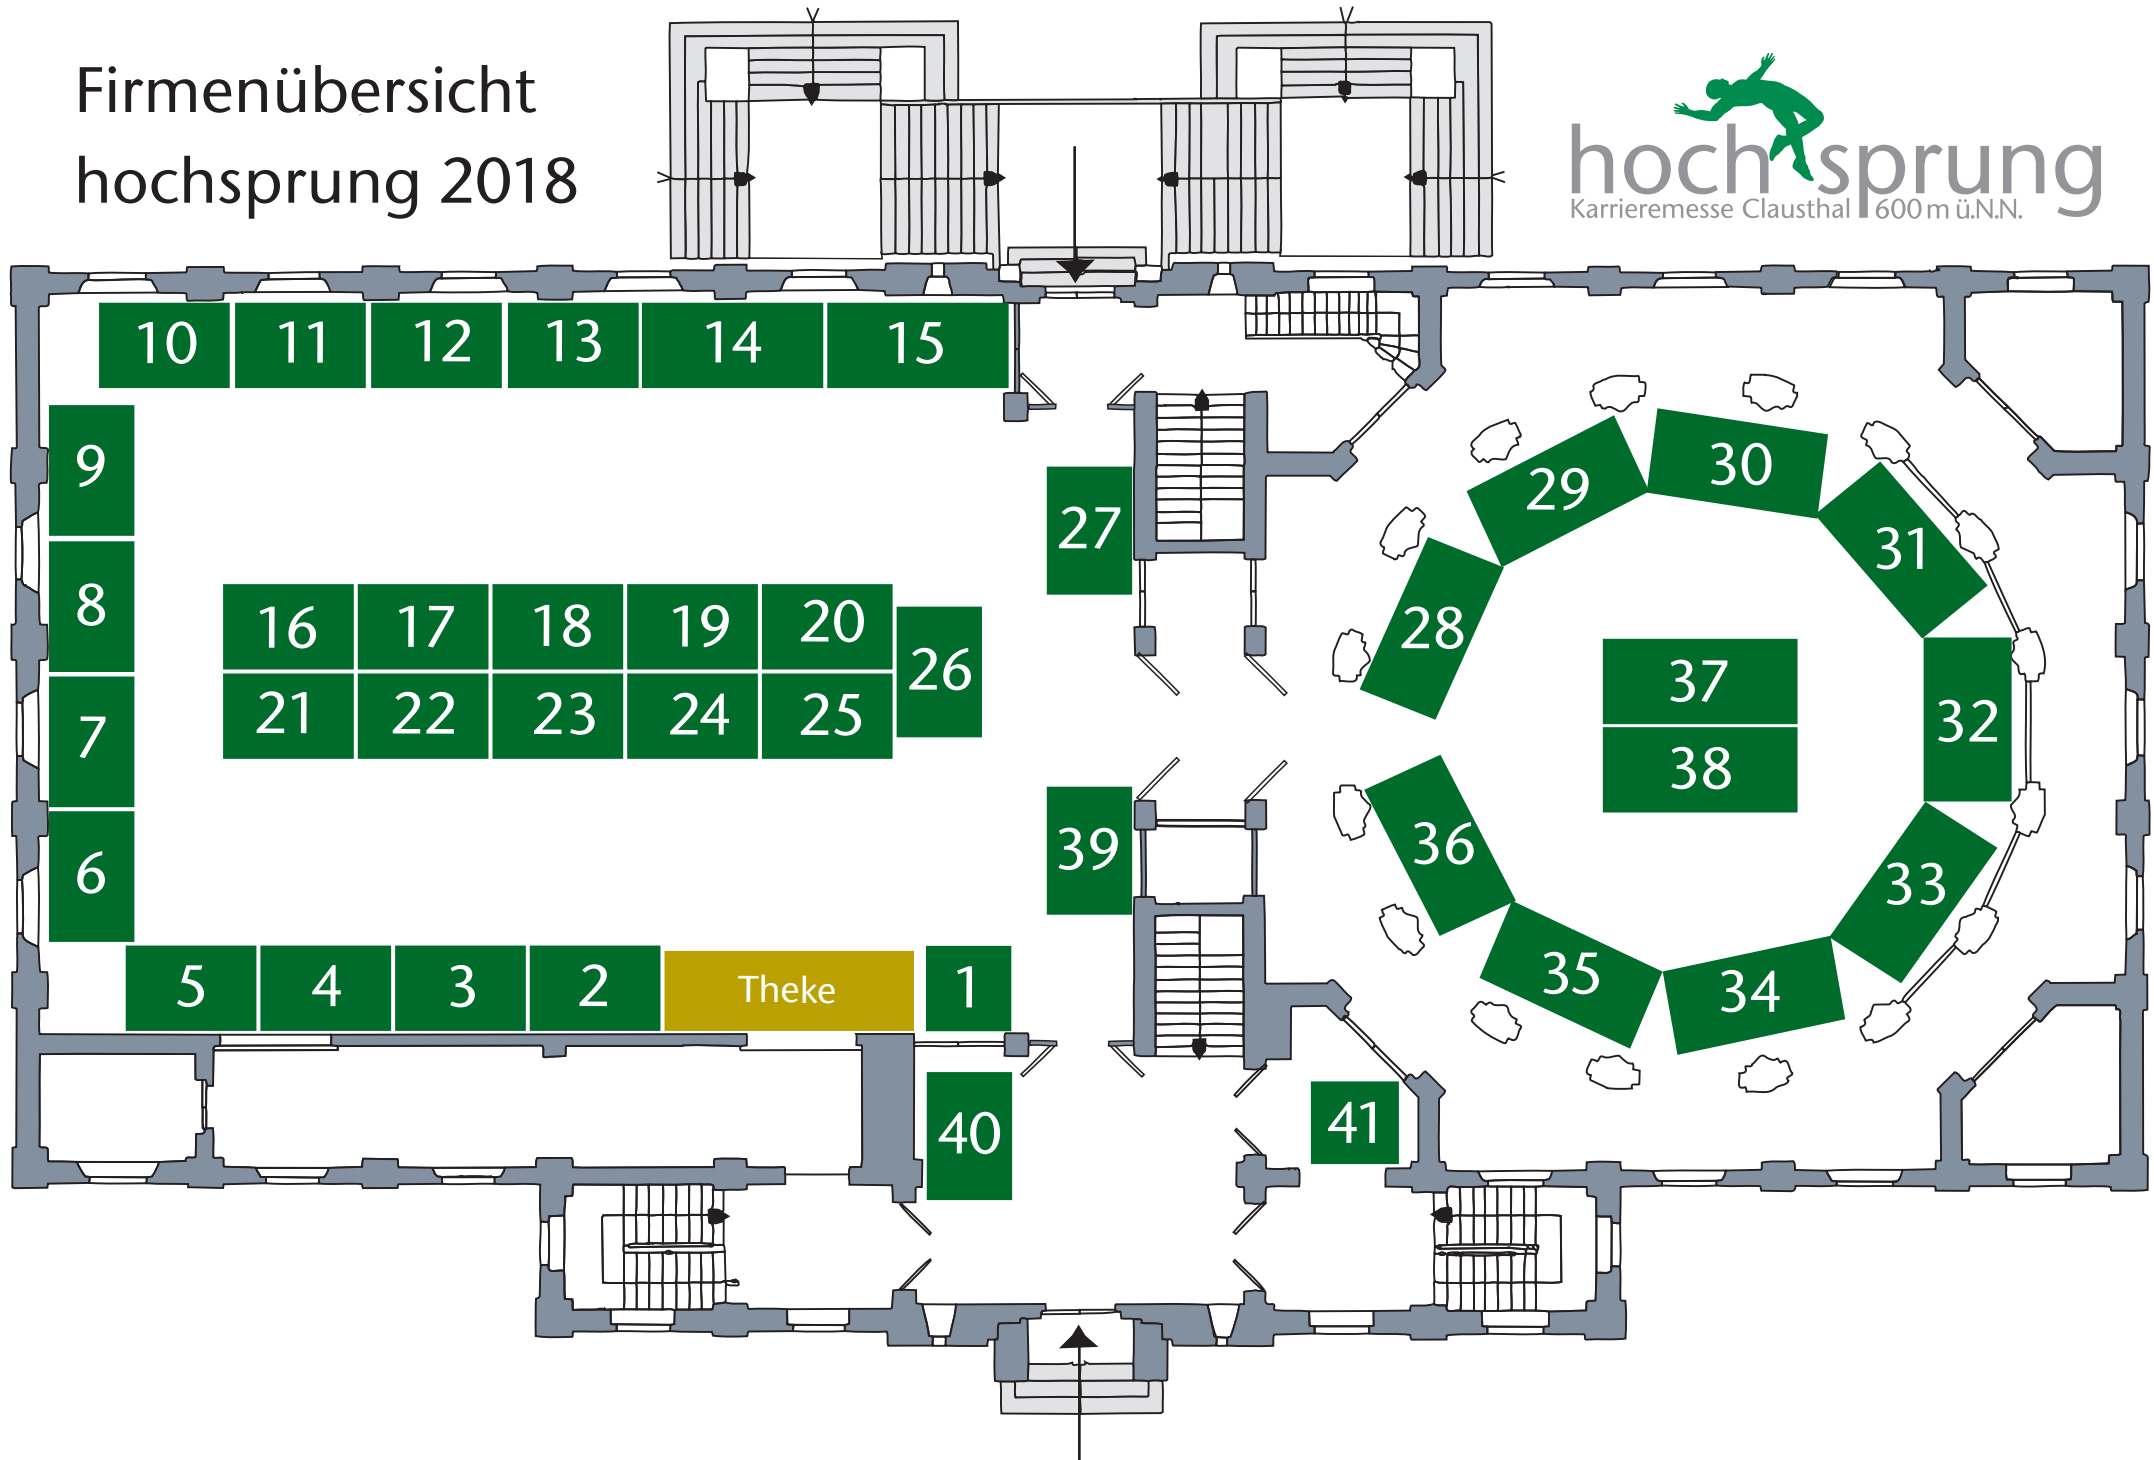 Firmenübersicht
hochsprung 2018
hochsprung
Karrieremesse Clausthal 600 m ü.N.N.
10 11 12 13 14 15
9
8
7
6
16 17 18 19 20
21 22 23 24 25
26
27
28
29
30
31
32
33
34
35
36
37
38
39
5 4 3 2 Theke 1
40
41